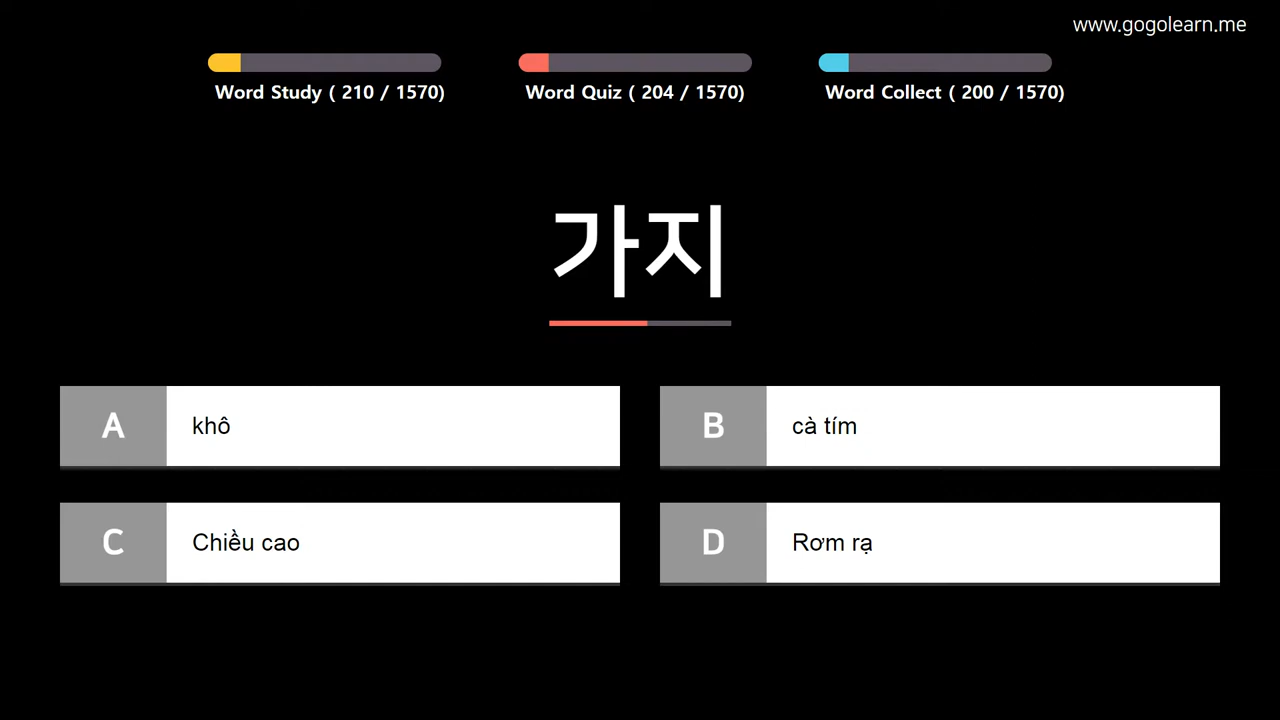 www.gogolearn.me
Word Study ( 210 / 1570)
Word Quiz ( 204 / 1570)
Word Collect ( 200 / 1570)
가지
A
khô
B
cà tím
C
Chiều cao
D
Rơm rạ